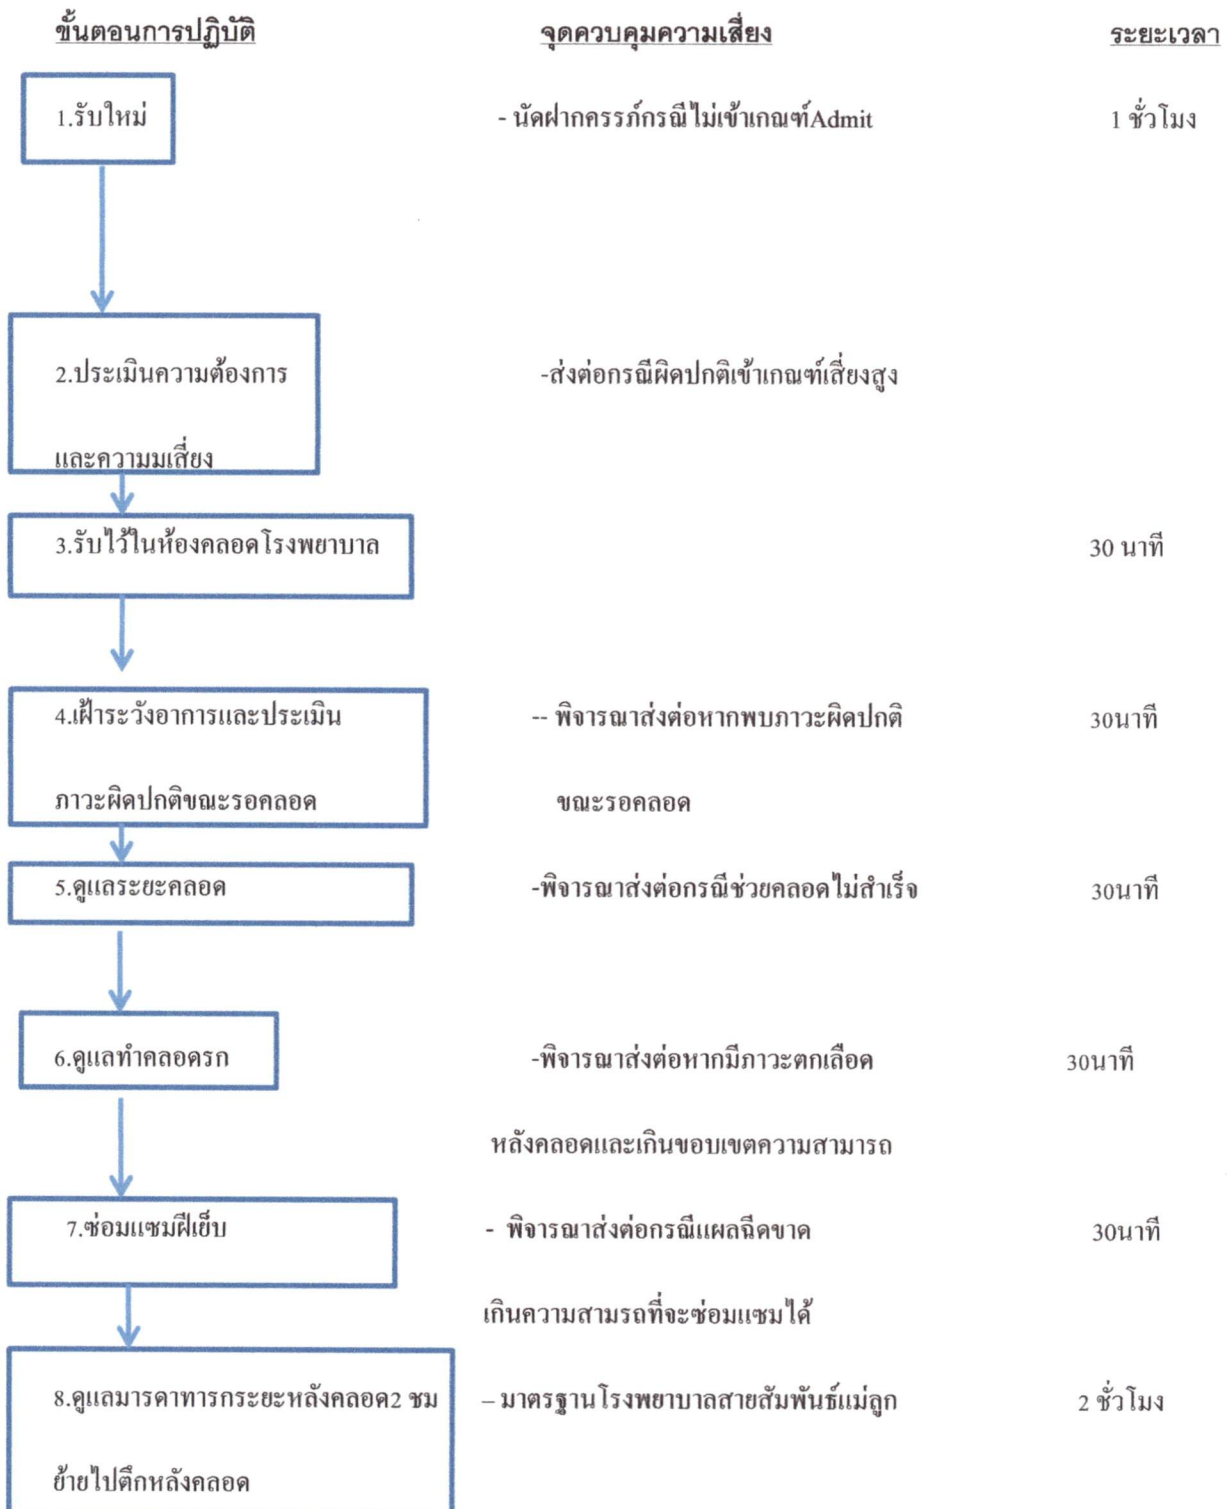 ขั้นตอนการปฏิบัติ จุดควบคุมความเสี่ยง ระยะเวลา
1.รับใหม่ - นัดฝากครรภ์กรณีไม่เข้าเกณฑ์Admit 1 ชั่วโมง
2.ประเมินความต้องการ -ส่งต่อกรณีผิดปกติเข้าเกณฑ์เสี่ยงสูง
และความมเสี่ยง
3.รับไว้ในห้องคลอดโรงพยาบาล 30 นาที
4.เฝ้าระวังอาการและประเมิน -- พิจารณาส่งต่อหากพบภาวะผิดปกติ 30นาที
ภาวะผิดปกติขณะรอคลอด ขณะรอคลอด
5.ดูแลระยะคลอด -พิจารณาส่งต่อกรณีช่วยคลอดไม่สำเร็จ 30นาที
6.ดูแลทำคลอดรก -พิจารณาส่งต่อหากมีภาวะตกเลือด 30นาที
หลังคลอดและเกินขอบเขตความสามารถ
7.ซ่อมแซมฝีเย็บ - พิจารณาส่งต่อกรณีแผลฉีดขาด 30นาที
เกินความสามรถที่จะซ่อมแซมได้
8.ดูแลมารดาทารกระยะหลังคลอด2 ชม – มาตรฐานโรงพยาบาลสายสัมพันธ์แม่ลูก 2 ชั่วโมง
ย้ายไปตึกหลังคลอด